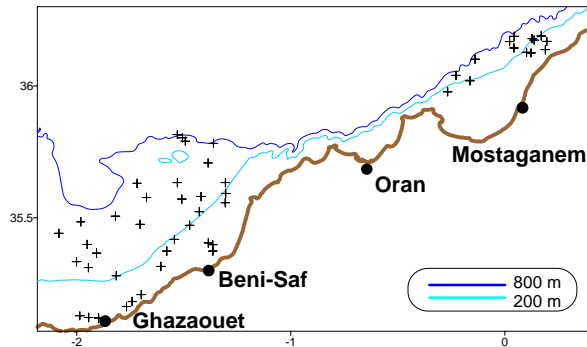 36
Mostaganem
Oran
35.5
Beni-Saf
800 m
200 m
Ghazaouet
-2
-1
0